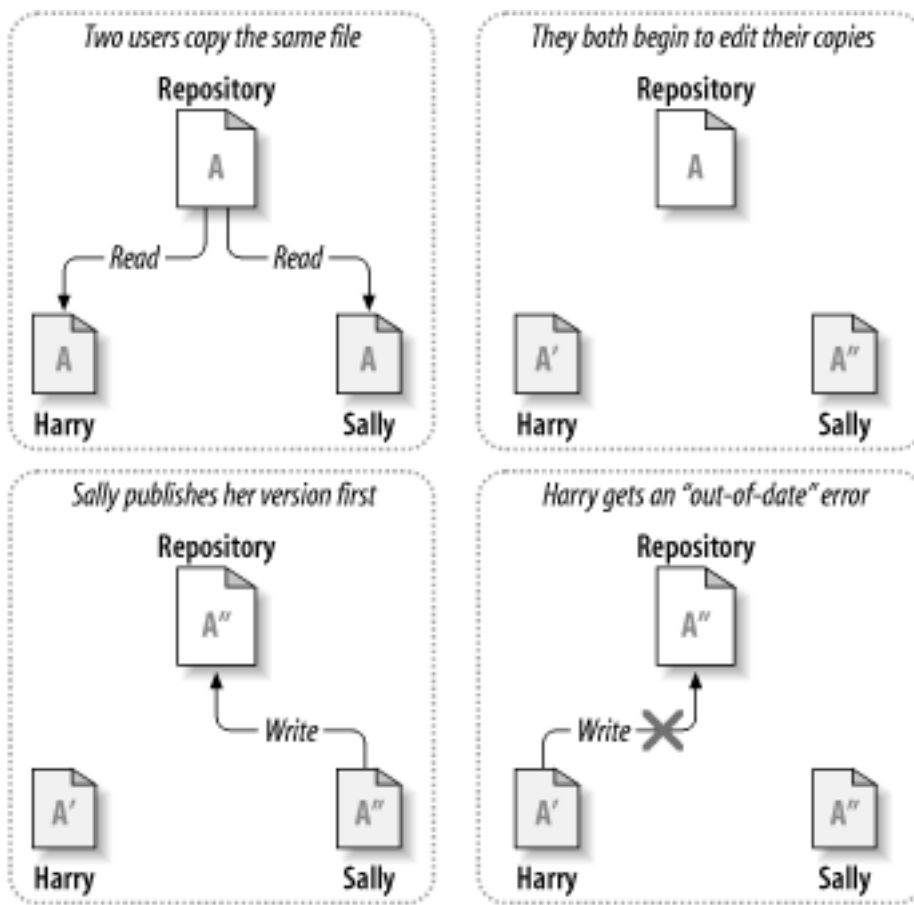 Two users copy the same file
Repository
A
Read Read
A A
Harry Sally
They both begin to edit their copies
Repository
A
A' A"
Harry Sally
Sally publishes her version first
Repository
A"
Write
A' A"
Harry Sally
Harry gets an “out-of-date” error
Repository
A"
Write
A' A"
Harry Sally